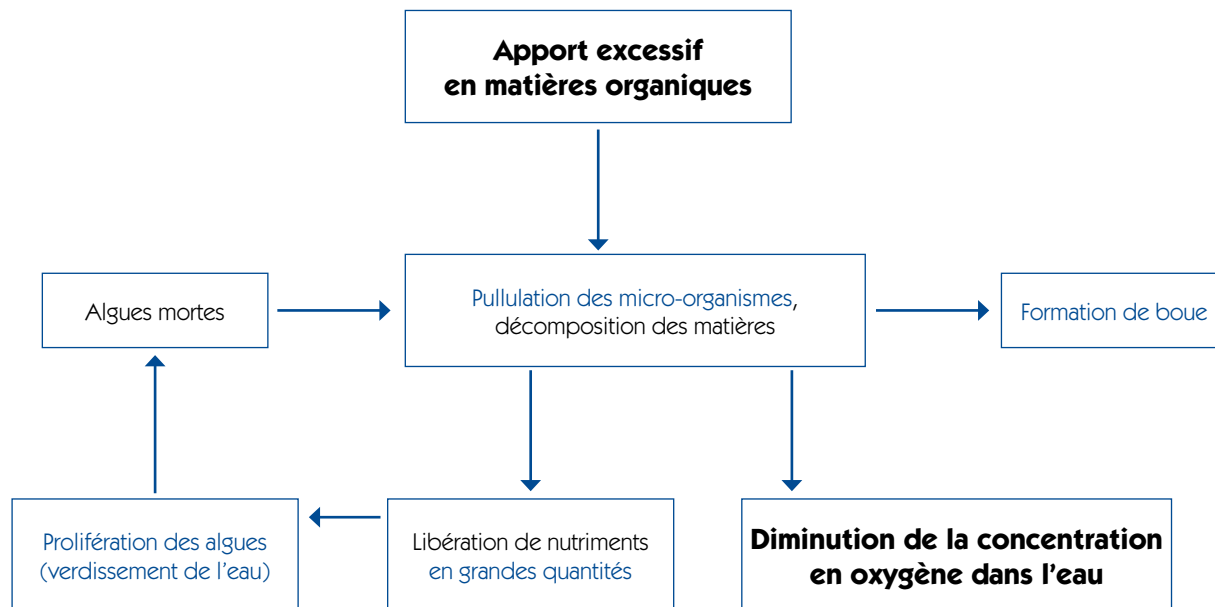 Apport excessif
en matières organiques
Algues mortes
Pullulation des micro-organismes,
décomposition des matières
Formation de boue
Prolifération des algues
(verdissement de l'eau)
Libération de nutriments
en grandes quantités
Diminution de la concentration
en oxygène dans l'eau